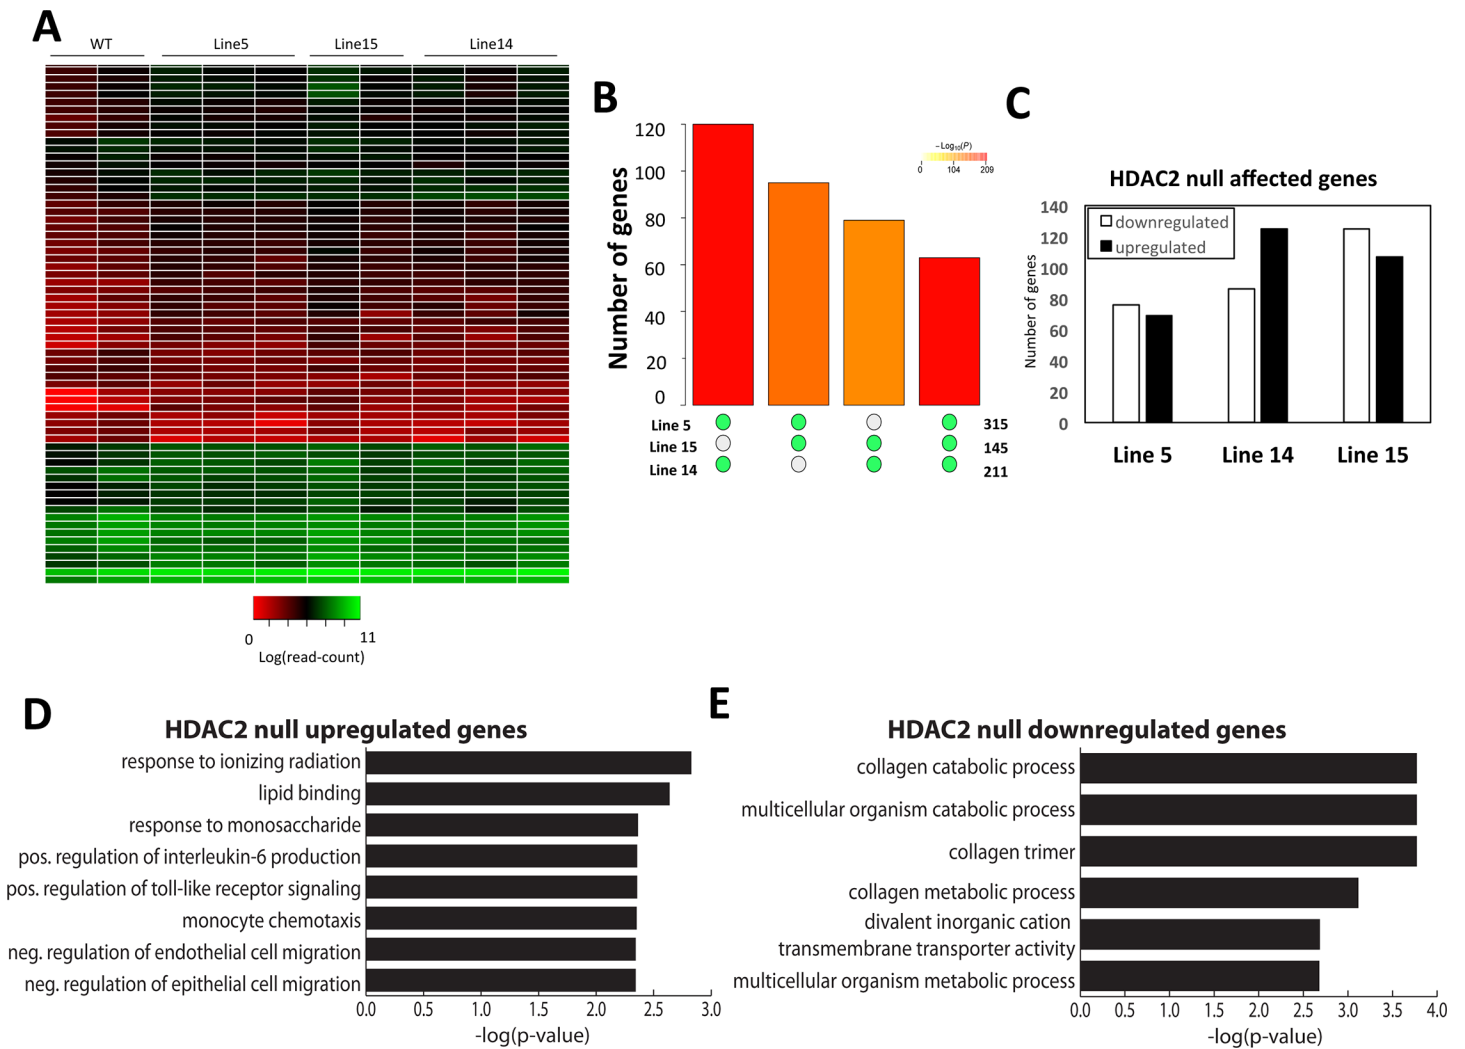 A
WT Line5 Line15 Line14
0 11
Log(read-count)
B
Number of genes
120
100
80
60
40
20
0
−Log10(P)
0 104 209
Line 5 315
Line 15 145
Line 14 211
C
HDAC2 null affected genes
Number of genes
140
120
100
80
60
40
20
0
downregulated
upregulated
Line 5 Line 14 Line 15
D
HDAC2 null upregulated genes
response to ionizing radiation
lipid binding
response to monosaccharide
pos. regulation of interleukin-6 production
pos. regulation of toll-like receptor signaling
monocyte chemotaxis
neg. regulation of endothelial cell migration
neg. regulation of epithelial cell migration
0.0 0.5 1.0 1.5 2.0 2.5 3.0
-log(p-value)
E
HDAC2 null downregulated genes
collagen catabolic process
multicellular organism catabolic process
collagen trimer
collagen metabolic process
divalent inorganic cation
transmembrane transporter activity
multicellular organism metabolic process
0.0 0.5 1.0 1.5 2.0 2.5 3.0 3.5 4.0
-log(p-value)